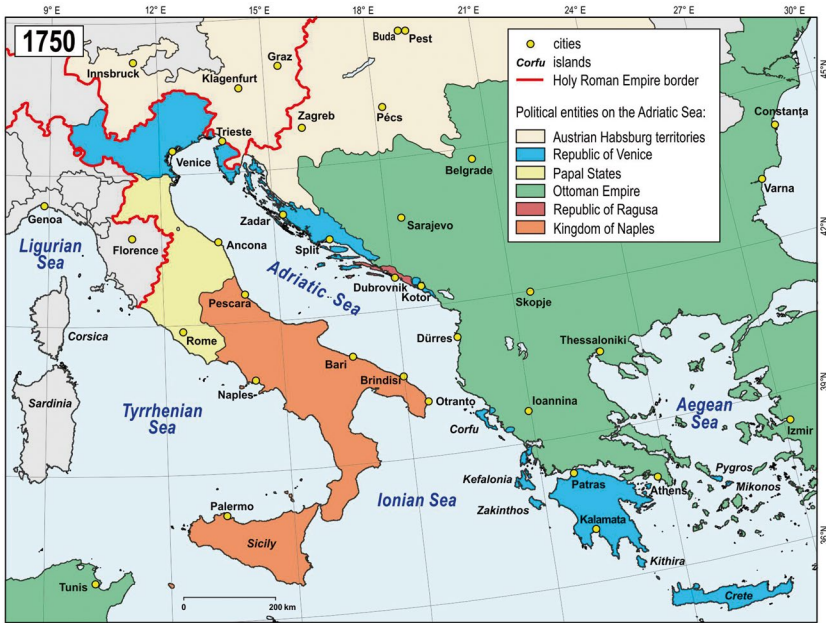 9° E
12° E
15° E
18° E
21° E
24° E
27° E
30° E
1750
cities
Corfu islands
Holy Roman Empire border
Political entities on the Adriatic Sea:
Austrian Habsburg territories
Republic of Venice
Papal States
Ottoman Empire
Republic of Ragusa
Kingdom of Naples
45°N
42°N
39°N
36°N
Innsbruck
Graz
Klagenfurt
Buda
Pest
Zagreb
Pécs
Trieste
Venice
Belgrade
Constanţa
Varna
Genoa
Ligurian
Sea
Florence
Ancona
Zadar
Split
Sarajevo
Adriatic Sea
Dubrovnik
Kotor
Pescara
Skopje
Corsica
Rome
Dürres
Thessaloniki
Bari
Brindisi
Naples
Otranto
Sardinia
Tyrrhenian
Sea
Ioannina
Corfu
Aegean
Sea
Izmir
Kefalonia
Patras
Athens
Pygros
Mikonos
Zakinthos
Ionian Sea
Palermo
Sicily
Kalamata
Kithira
Crete
Tunis
0
200 km